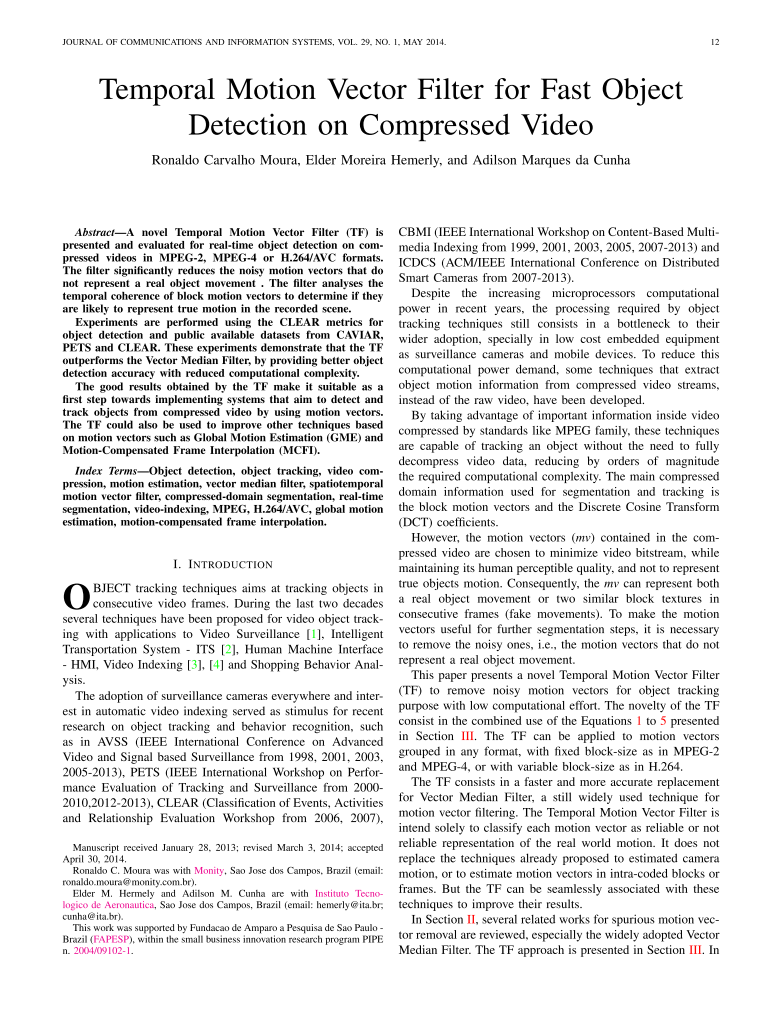 JOURNAL OF COMMUNICATIONS AND INFORMATION SYSTEMS, VOL. 29, NO. 1, MAY 2014.
12
Temporal Motion Vector Filter for Fast Object
Detection on Compressed Video
Ronaldo Carvalho Moura, Elder Moreira Hemerly, and Adilson Marques da Cunha
Abstract—A novel Temporal Motion Vector Filter (TF) is
presented and evaluated for real-time object detection on com-
pressed videos in MPEG-2, MPEG-4 or H.264/AVC formats.
The filter significantly reduces the noisy motion vectors that do
not represent a real object movement . The filter analyses the
temporal coherence of block motion vectors to determine if they
are likely to represent true motion in the recorded scene.
Experiments are performed using the CLEAR metrics for
object detection and public available datasets from CAVIAR,
PETS and CLEAR. These experiments demonstrate that the TF
outperforms the Vector Median Filter, by providing better object
detection accuracy with reduced computational complexity.
The good results obtained by the TF make it suitable as a
first step towards implementing systems that aim to detect and
track objects from compressed video by using motion vectors.
The TF could also be used to improve other techniques based
on motion vectors such as Global Motion Estimation (GME) and
Motion-Compensated Frame Interpolation (MCFI).
Index Terms—Object detection, object tracking, video com-
pression, motion estimation, vector median filter, spatiotemporal
motion vector filter, compressed-domain segmentation, real-time
segmentation, video-indexing, MPEG, H.264/AVC, global motion
estimation, motion-compensated frame interpolation.
I. INTRODUCTION
OBJECT tracking techniques aims at tracking objects in
consecutive video frames. During the last two decades
several techniques have been proposed for video object track-
ing with applications to Video Surveillance [1], Intelligent
Transportation System - ITS [2], Human Machine Interface
- HMI, Video Indexing [3], [4] and Shopping Behavior Anal-
ysis.
The adoption of surveillance cameras everywhere and inter-
est in automatic video indexing served as stimulus for recent
research on object tracking and behavior recognition, such
as in AVSS (IEEE International Conference on Advanced
Video and Signal based Surveillance from 1998, 2001, 2003,
2005-2013), PETS (IEEE International Workshop on Perfor-
mance Evaluation of Tracking and Surveillance from 2000-
2010,2012-2013), CLEAR (Classification of Events, Activities
and Relationship Evaluation Workshop from 2006, 2007),
Manuscript received January 28, 2013; revised March 3, 2014; accepted
April 30, 2014.
Ronaldo C. Moura was with Monity, Sao Jose dos Campos, Brazil (email:
ronaldo.moura@monity.com.br).
Elder M. Hermely and Adilson M. Cunha are with Instituto Tecno-
logico de Aeronautica, Sao Jose dos Campos, Brazil (email: hemerly@ita.br;
cunha@ita.br).
This work was supported by Fundacao de Amparo a Pesquisa de Sao Paulo -
Brazil (FAPESP), within the small business innovation research program PIPE
n. 2004/09102-1.
CBMI (IEEE International Workshop on Content-Based Multi-
media Indexing from 1999, 2001, 2003, 2005, 2007-2013) and
ICDCS (ACM/IEEE International Conference on Distributed
Smart Cameras from 2007-2013).
Despite the increasing microprocessors computational
power in recent years, the processing required by object
tracking techniques still consists in a bottleneck to their
wider adoption, specially in low cost embedded equipment
as surveillance cameras and mobile devices. To reduce this
computational power demand, some techniques that extract
object motion information from compressed video streams,
instead of the raw video, have been developed.
By taking advantage of important information inside video
compressed by standards like MPEG family, these techniques
are capable of tracking an object without the need to fully
decompress video data, reducing by orders of magnitude
the required computational complexity. The main compressed
domain information used for segmentation and tracking is
the block motion vectors and the Discrete Cosine Transform
(DCT) coefficients.
However, the motion vectors (mv) contained in the com-
pressed video are chosen to minimize video bitstream, while
maintaining its human perceptible quality, and not to represent
true objects motion. Consequently, the mv can represent both
a real object movement or two similar block textures in
consecutive frames (fake movements). To make the motion
vectors useful for further segmentation steps, it is necessary
to remove the noisy ones, i.e., the motion vectors that do not
represent a real object movement.
This paper presents a novel Temporal Motion Vector Filter
(TF) to remove noisy motion vectors for object tracking
purpose with low computational effort. The novelty of the TF
consist in the combined use of the Equations 1 to 5 presented
in Section III. The TF can be applied to motion vectors
grouped in any format, with fixed block-size as in MPEG-2
and MPEG-4, or with variable block-size as in H.264.
The TF consists in a faster and more accurate replacement
for Vector Median Filter, a still widely used technique for
motion vector filtering. The Temporal Motion Vector Filter is
intend solely to classify each motion vector as reliable or not
reliable representation of the real world motion. It does not
replace the techniques already proposed to estimated camera
motion, or to estimate motion vectors in intra-coded blocks or
frames. But the TF can be seamlessly associated with these
techniques to improve their results.
In Section II, several related works for spurious motion vec-
tor removal are reviewed, especially the widely adopted Vector
Median Filter. The TF approach is presented in Section III. In